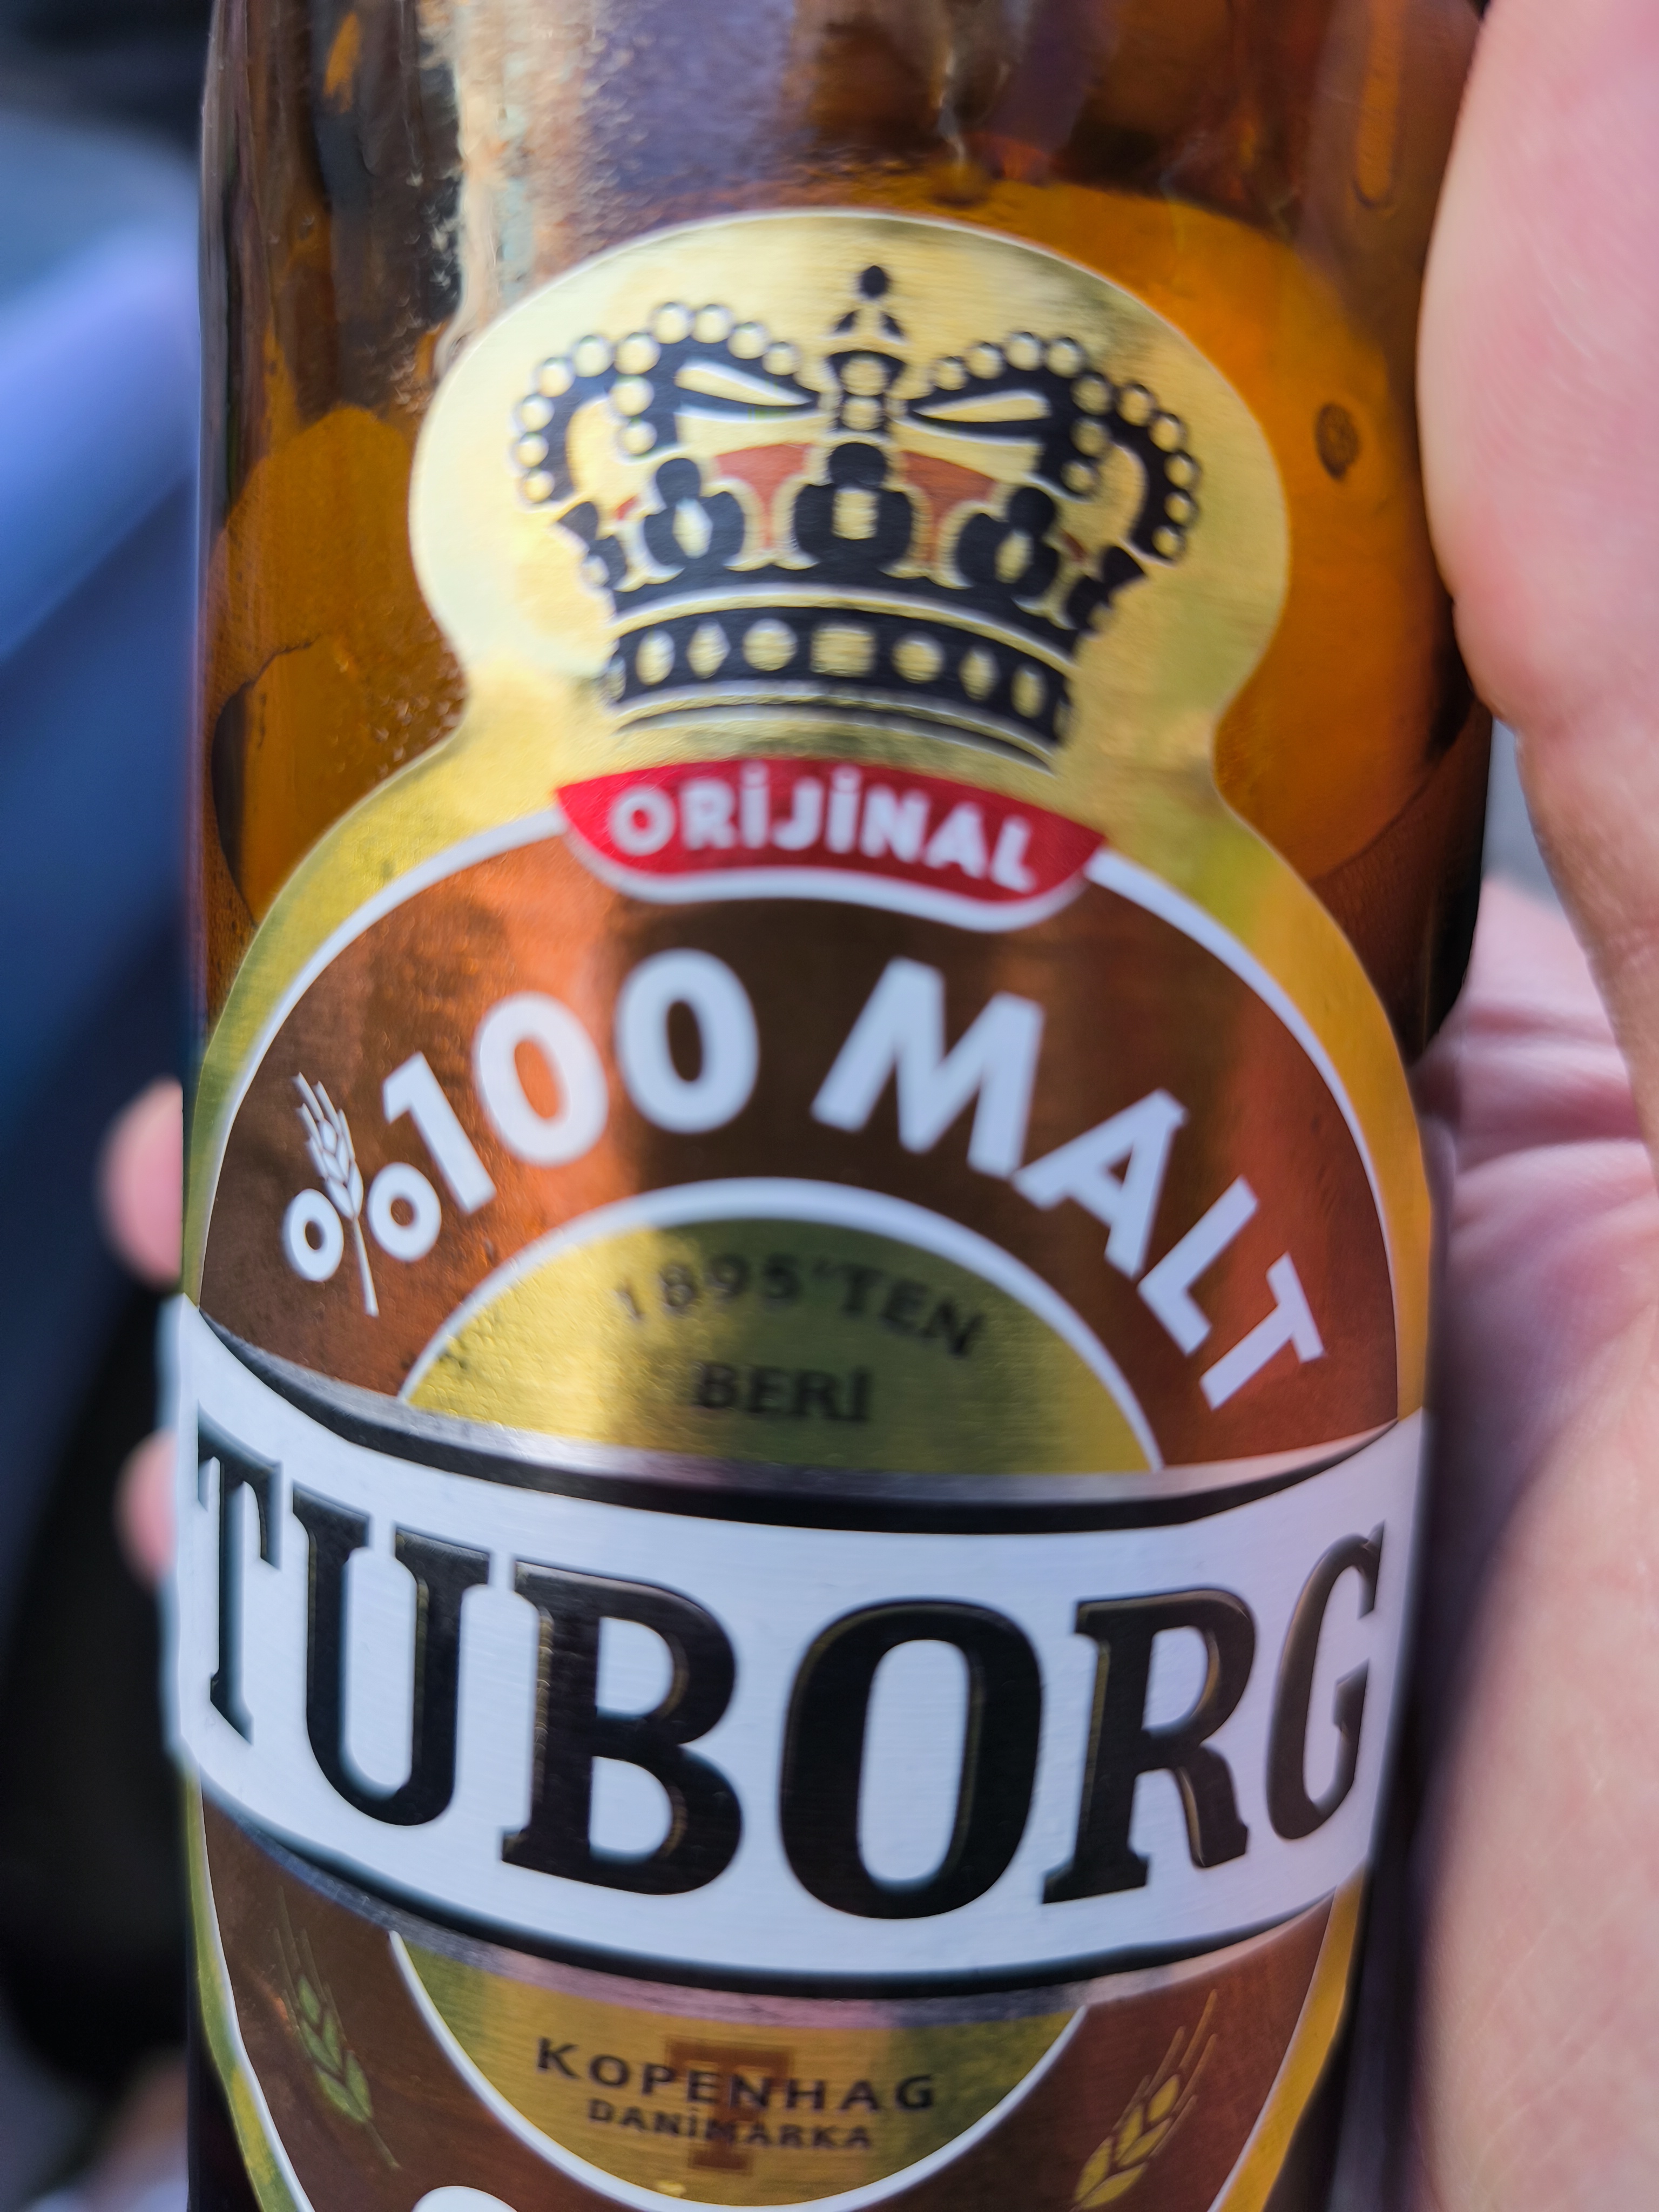 ORİJİNAL
%100 MALT
1895'TEN
BERİ
TUBORG
KOPENHAG
DANİMARKA